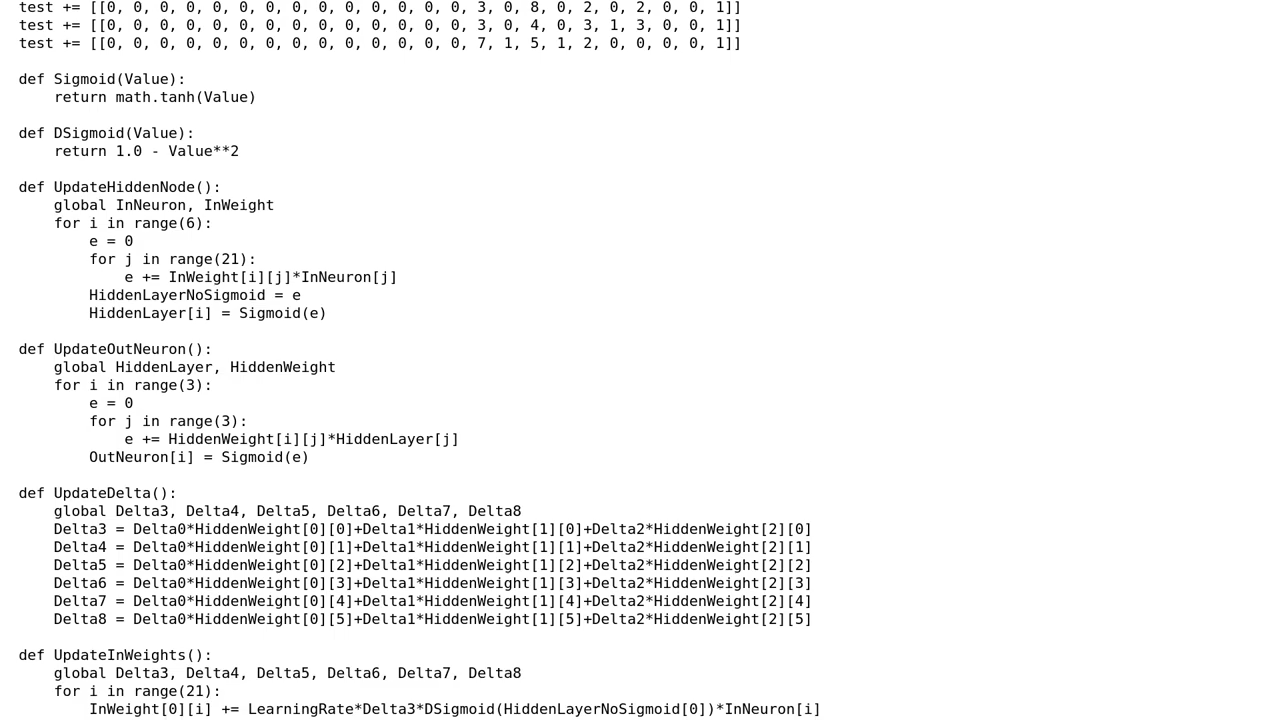 test += [[0, 0, 0, 0, 0, 0, 0, 0, 0, 0, 0, 0, 0, 0, 3, 0, 8, 0, 2, 0, 2, 0, 0, 1]]
test += [[0, 0, 0, 0, 0, 0, 0, 0, 0, 0, 0, 0, 0, 0, 3, 0, 4, 0, 3, 1, 3, 0, 0, 1]]
test += [[0, 0, 0, 0, 0, 0, 0, 0, 0, 0, 0, 0, 0, 0, 7, 1, 5, 1, 2, 0, 0, 0, 0, 1]]

def Sigmoid(Value):
    return math.tanh(Value)

def DSigmoid(Value):
    return 1.0 - Value**2

def UpdateHiddenNode():
    global InNeuron, InWeight
    for i in range(6):
        e = 0
        for j in range(21):
            e += InWeight[i][j]*InNeuron[j]
        HiddenLayerNoSigmoid = e
        HiddenLayer[i] = Sigmoid(e)

def UpdateOutNeuron():
    global HiddenLayer, HiddenWeight
    for i in range(3):
        e = 0
        for j in range(3):
            e += HiddenWeight[i][j]*HiddenLayer[j]
        OutNeuron[i] = Sigmoid(e)

def UpdateDelta():
    global Delta3, Delta4, Delta5, Delta6, Delta7, Delta8
    Delta3 = Delta0*HiddenWeight[0][0]+Delta1*HiddenWeight[1][0]+Delta2*HiddenWeight[2][0]
    Delta4 = Delta0*HiddenWeight[0][1]+Delta1*HiddenWeight[1][1]+Delta2*HiddenWeight[2][1]
    Delta5 = Delta0*HiddenWeight[0][2]+Delta1*HiddenWeight[1][2]+Delta2*HiddenWeight[2][2]
    Delta6 = Delta0*HiddenWeight[0][3]+Delta1*HiddenWeight[1][3]+Delta2*HiddenWeight[2][3]
    Delta7 = Delta0*HiddenWeight[0][4]+Delta1*HiddenWeight[1][4]+Delta2*HiddenWeight[2][4]
    Delta8 = Delta0*HiddenWeight[0][5]+Delta1*HiddenWeight[1][5]+Delta2*HiddenWeight[2][5]

def UpdateInWeights():
    global Delta3, Delta4, Delta5, Delta6, Delta7, Delta8
    for i in range(21):
        InWeight[0][i] += LearningRate*Delta3*DSigmoid(HiddenLayerNoSigmoid[0])*InNeuron[i]